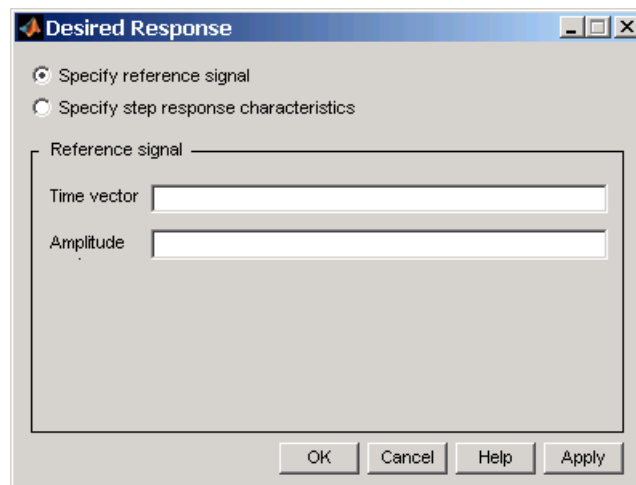 Desired Response
Specify reference signal
Specify step response characteristics
Reference signal
Time vector
Amplitude
OK Cancel Help Apply